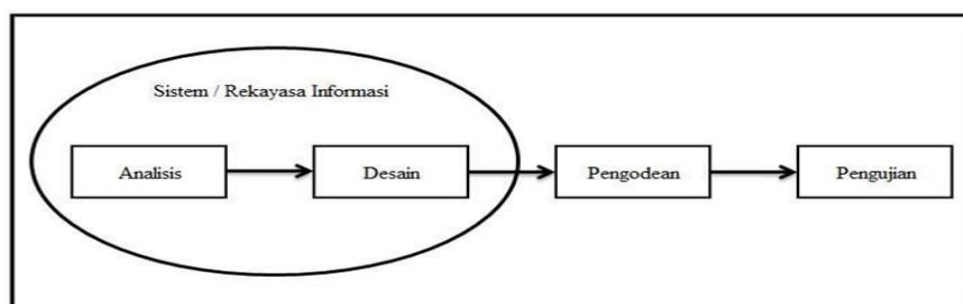 Sistem / Rekayasa Informasi
Analisis
Desain
Pengodean
Pengujian